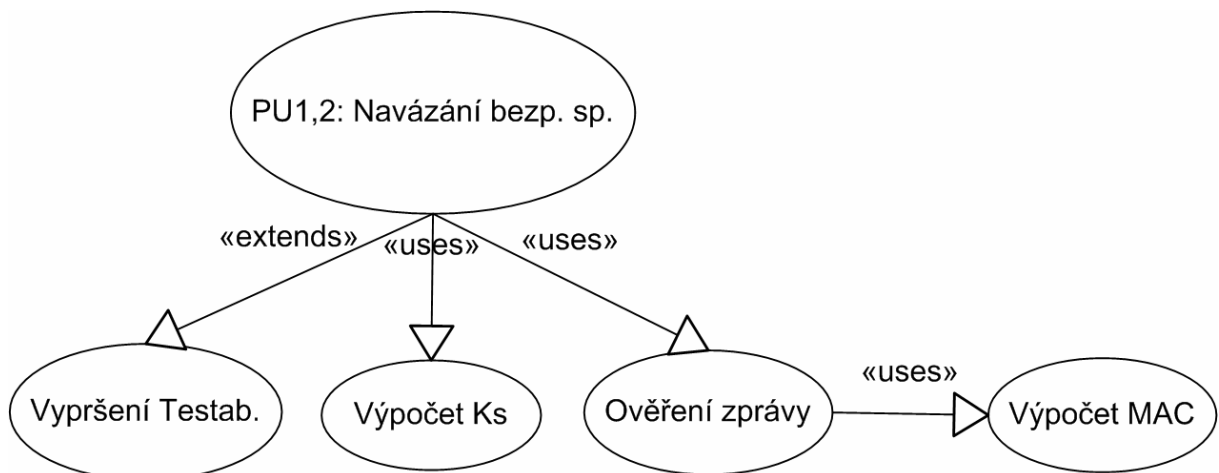 PU1,2: Navázání bezp. sp.
«extends»
«uses»
«uses»
Vypršení Testab.
Výpočet Ks
Ověření zprávy
«uses»
Výpočet MAC